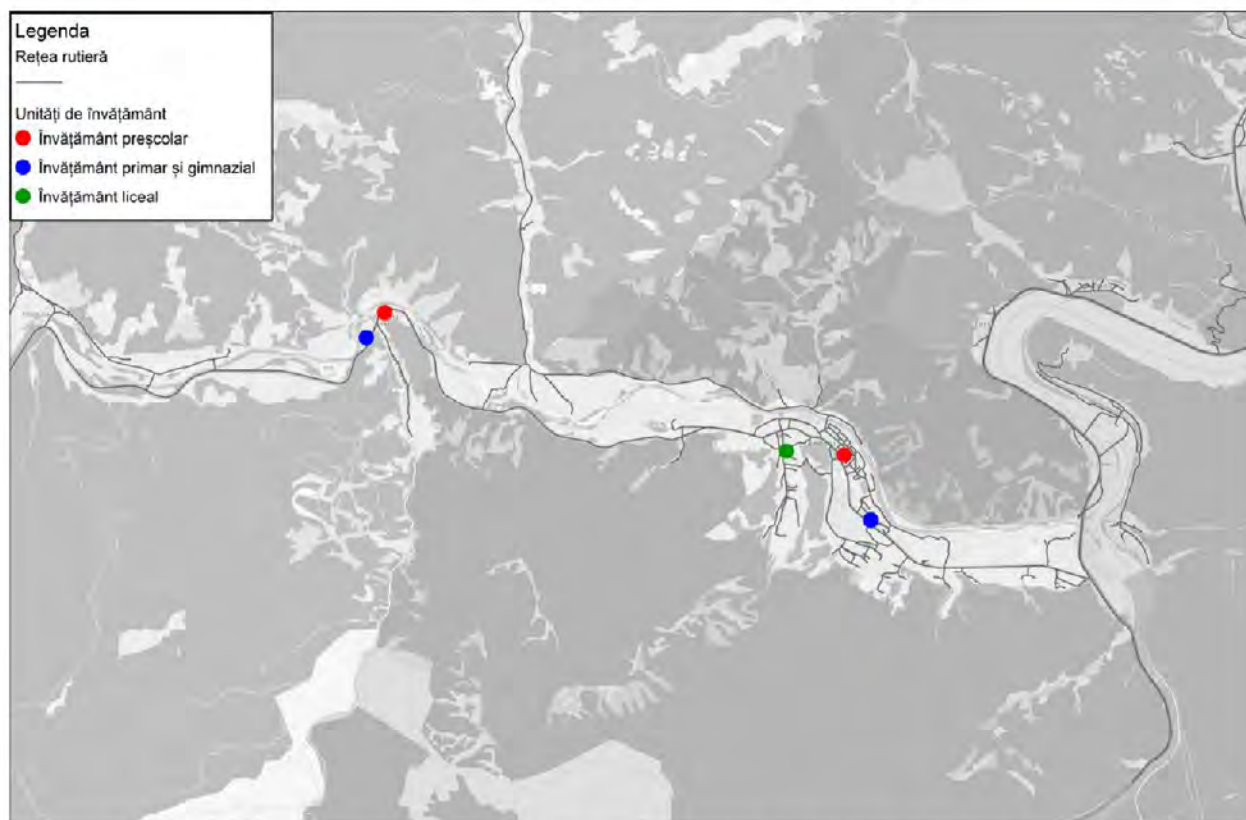 Legenda
Rețea rutieră
Unități de învățământ
Învățământ preșcolar
Învățământ primar și gimnazial
Învățământ liceal